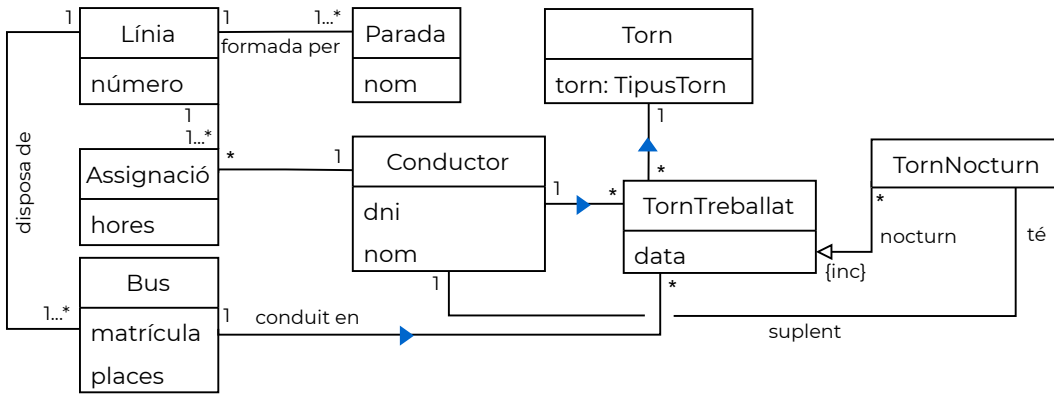 1
Línia
número
1
formada per
1...*
Parada
nom
Torn
torn: TipusTorn
1
*
1
1...*
disposa de
Assignació
hores
*
1
Conductor
dni
nom
1
*
TornTreballat
data
*
TornNocturn
*
nocturn
té
{inc}
1
*
Bus
matrícula
places
1...*
1
conduit en
suplent